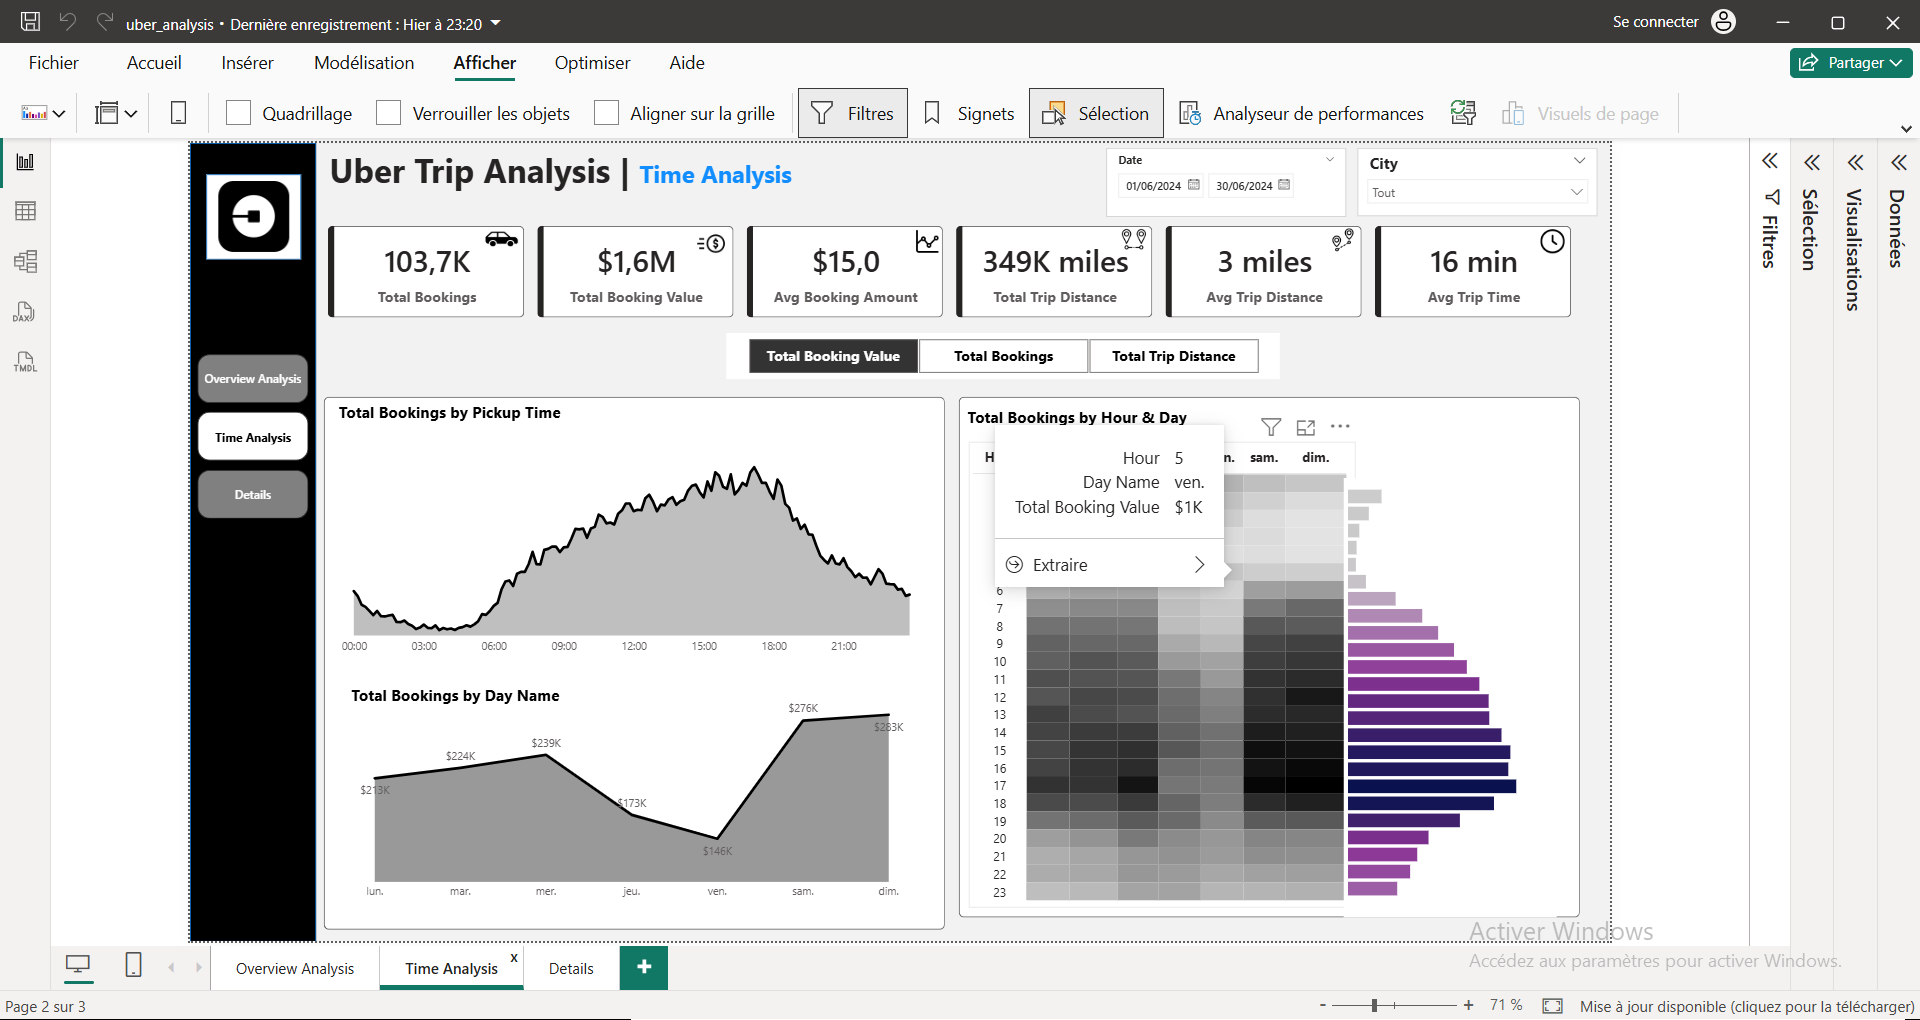 uber_analysis • Dernière enregistrement : Hier à 23:20
Se connecter
Fichier Accueil Insérer Modélisation Afficher Optimiser Aide
Partager
Quadrillage Verrouiller les objets Aligner sur la grille Filtres Signets Sélection Analyseur de performances Visuels de page
DAX
TMDL
Uber Trip Analysis | Time Analysis
Date
01/06/2024 30/06/2024
City
Tout
Filtres
Sélection
Visualisations
Données
103,7K
Total Bookings
$1,6M
Total Booking Value
$15,0
Avg Booking Amount
349K miles
Total Trip Distance
3 miles
Avg Trip Distance
16 min
Avg Trip Time
Total Booking Value Total Bookings Total Trip Distance
Overview Analysis
Time Analysis
Details
Total Bookings by Pickup Time
00:00 03:00 06:00 09:00 12:00 15:00 18:00 21:00
Total Bookings by Day Name
$213K $224K $239K $173K $146K $276K $283K
lun. mar. mer. jeu. ven. sam. dim.
Total Bookings by Hour & Day
H n. sam. dim.
Hour 5
Day Name ven.
Total Booking Value $1K
Extraire
6
7
8
9
10
11
12
13
14
15
16
17
18
19
20
21
22
23
Activer Windows
Accédez aux paramètres pour activer Windows.
Overview Analysis Time Analysis x Details +
Page 2 sur 3
- + 71 % Mise à jour disponible (cliquez pour la télécharger)